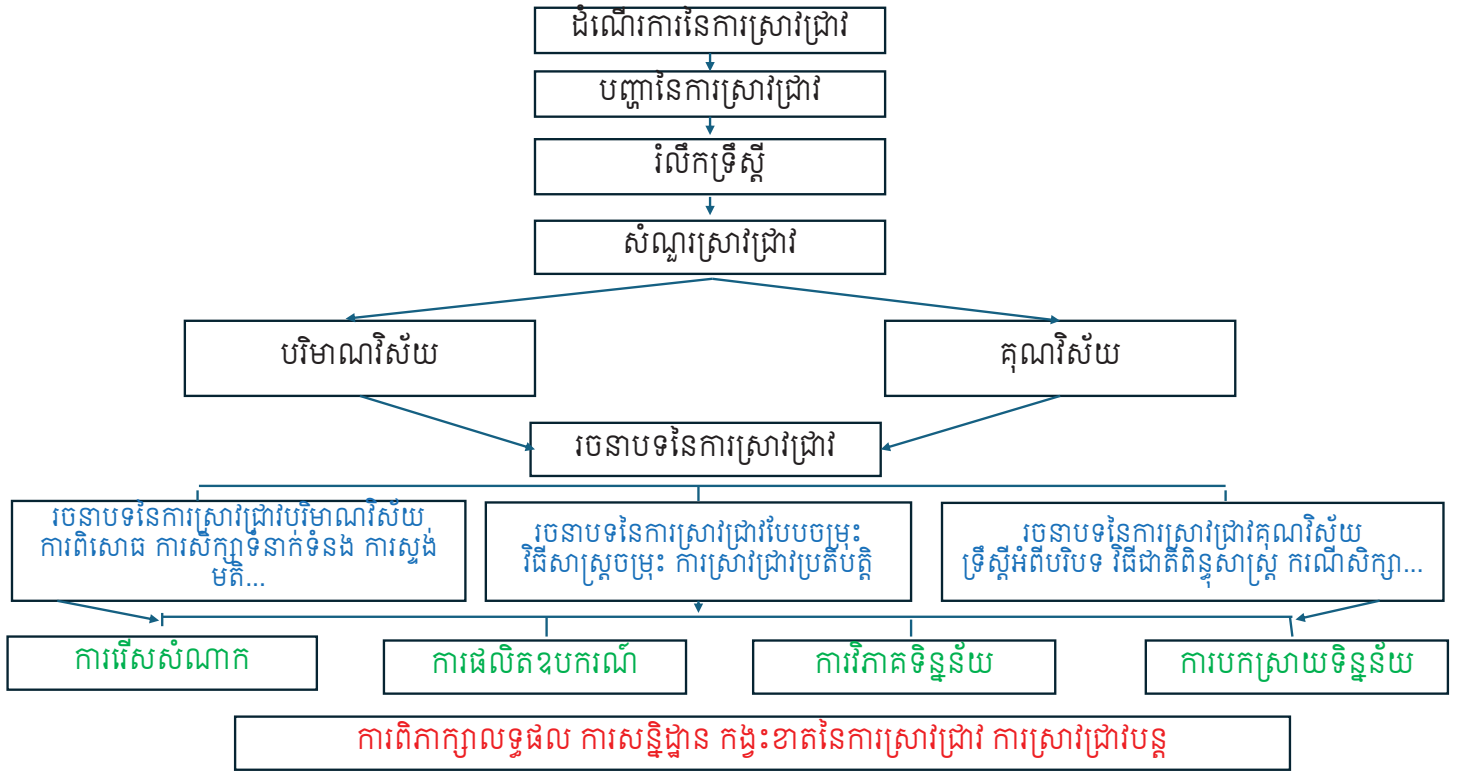 ដំណើរការនៃការស្រាវជ្រាវ
បញ្ហានៃការស្រាវជ្រាវ
រំលឹកទ្រឹស្តី
សំណួរស្រាវជ្រាវ
បរិមាណវិស័យ
គុណវិស័យ
រចនាបទនៃការស្រាវជ្រាវ
រចនាបទនៃការស្រាវជ្រាវបរិមាណវិស័យ
ការពិសោធ ការសិក្សាទំនាក់ទំនង ការស្ទង់
មតិ...
រចនាបទនៃការស្រាវជ្រាវបែបចម្រុះ
វិធីសាស្ត្រចម្រុះ ការស្រាវជ្រាវប្រតិបត្តិ
រចនាបទនៃការស្រាវជ្រាវគុណវិស័យ
ទ្រឹស្តីអំពីបរិបទ វិធីជាតិពិន្ធុសាស្ត្រ ករណីសិក្សា...
ការរើសសំណាក
ការផលិតឧបករណ៍
ការវិភាគទិន្នន័យ
ការបកស្រាយទិន្នន័យ
ការពិភាក្សាលទ្ធផល ការសន្និដ្ឋាន កង្វះខាតនៃការស្រាវជ្រាវ ការស្រាវជ្រាវបន្ត